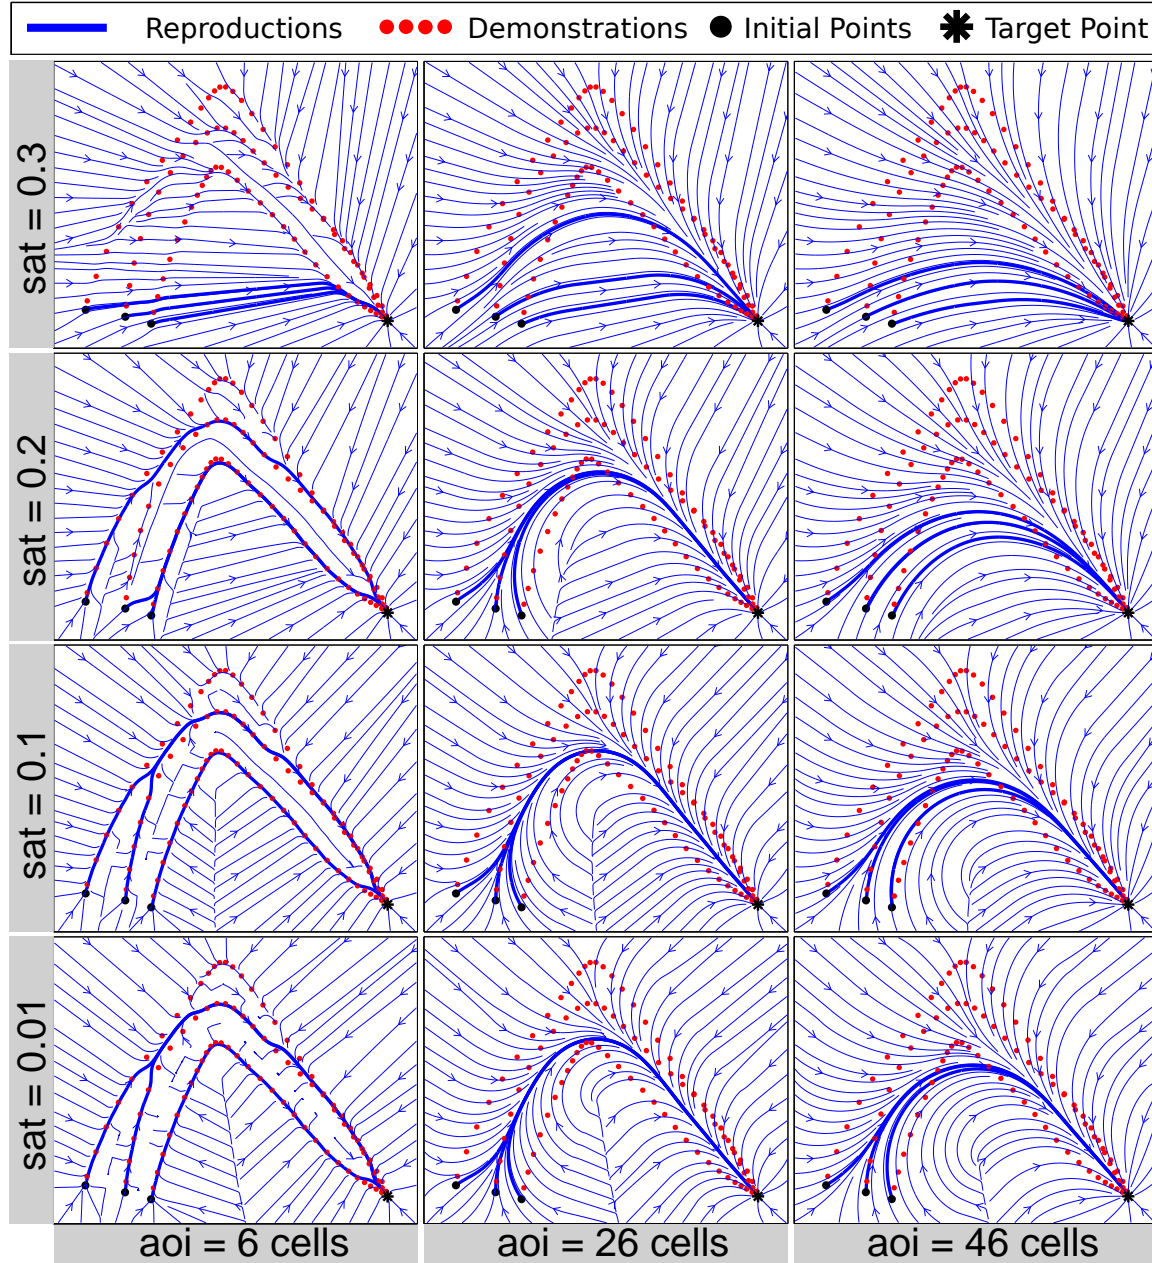 Reproductions Demonstrations Initial Points Target Point
sat = 0.3
sat = 0.2
sat = 0.1
sat = 0.01
aoi = 6 cells
aoi = 26 cells
aoi = 46 cells